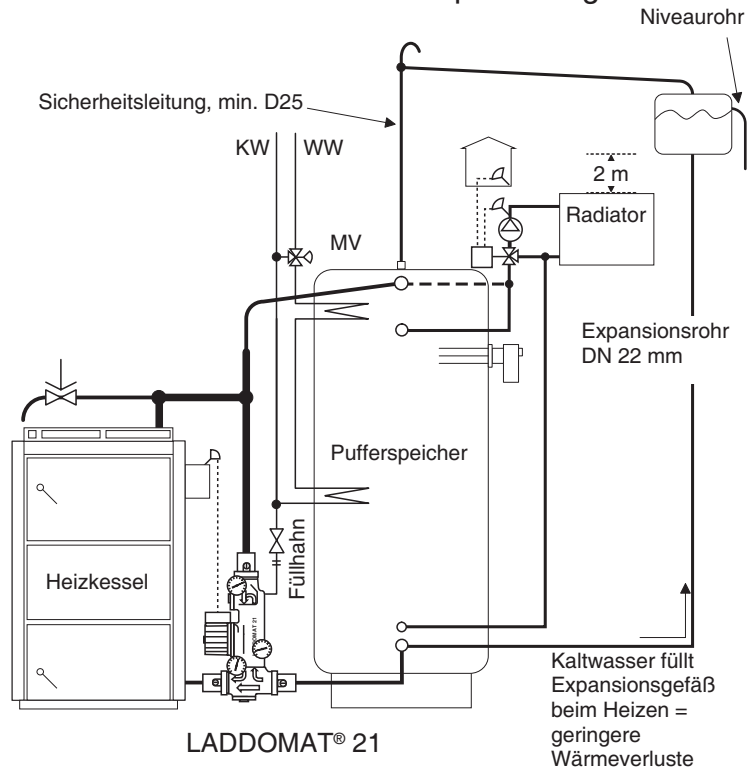 Niveaurohr
Sicherheitsleitung, min. D25
KW WW
2 m
Radiator
MV
Expansionsrohr
DN 22 mm
Pufferspeicher
Heizkessel
Füllhahn
Kaltwasser füllt
Expansionsgefäß
beim Heizen =
geringere
Wärmeverluste
LADDOMAT® 21